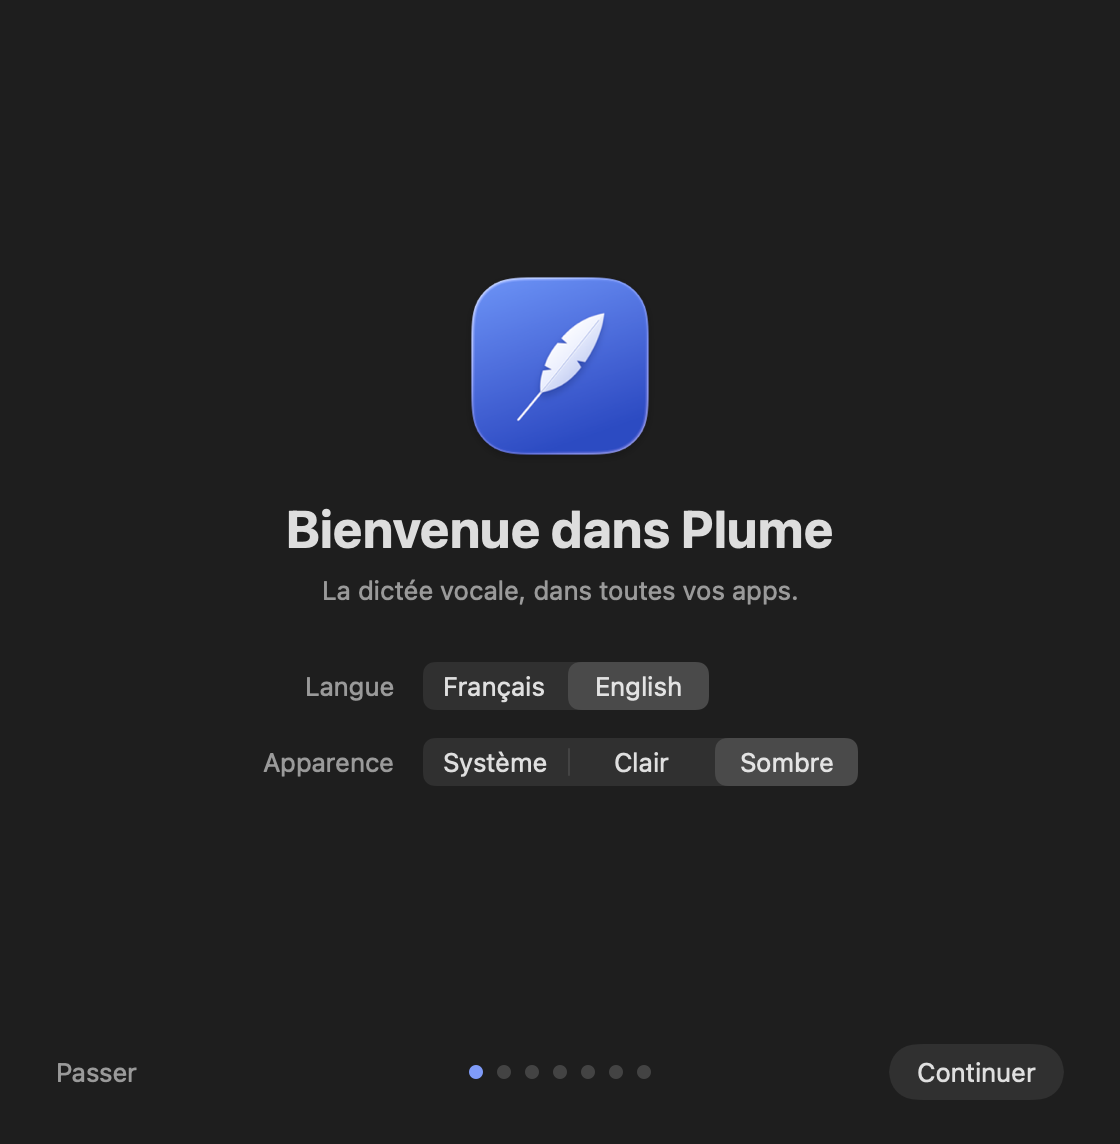 Bienvenue dans Plume
La dictée vocale, dans toutes vos apps.
Langue Français English
Apparence Système Clair Sombre
Passer Continuer